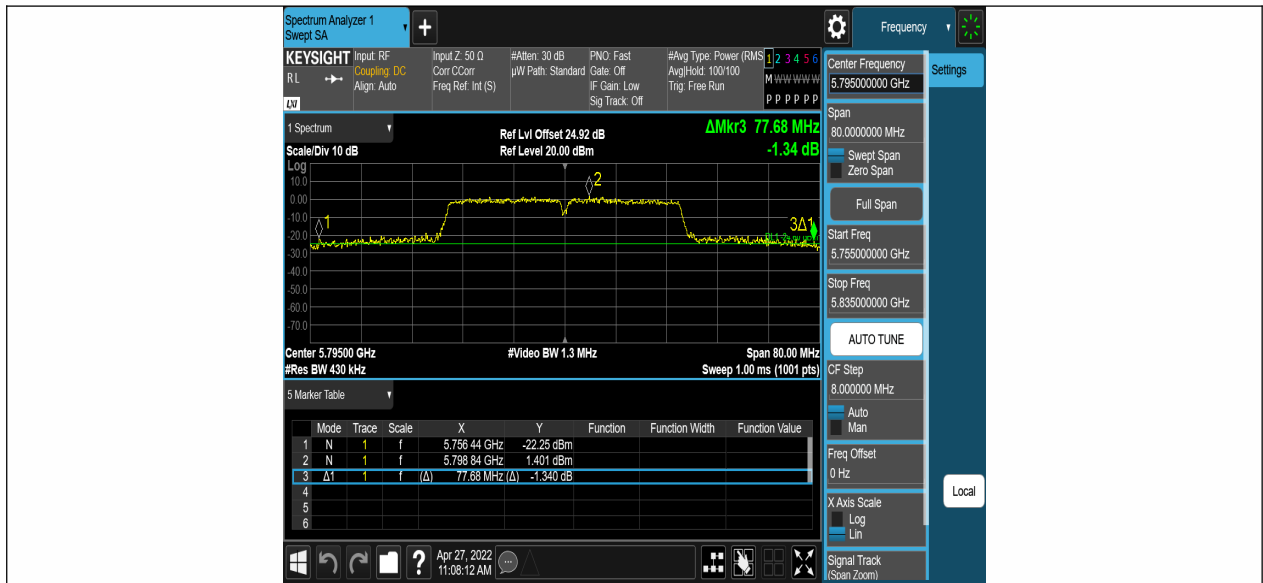 Spectrum Analyzer 1
Swept SA
+
Frequency
KEYSIGHT
RL
LXI
Input: RF
Coupling: DC
Align: Auto
Input Z: 50 Ω
Corr CCorr
Freq Ref: Int (S)
#Atten: 30 dB
µW Path: Standard
PNO: Fast
Gate: Off
IF Gain: Low
Sig Track: Off
#Avg Type: Power (RMS
Avg|Hold: 100/100
Trig: Free Run
1 2 3 4 5 6
M W W W W W
P P P P P P
1 Spectrum
Scale/Div 10 dB
Ref Lvl Offset 24.92 dB
Ref Level 20.00 dBm
ΔMkr3 77.68 MHz
-1.34 dB
Log
10.0
0.00
-10.0
-20.0
-30.0
-40.0
-50.0
-60.0
-70.0
1
2
3Δ1
Center 5.79500 GHz
#Video BW 1.3 MHz
Span 80.00 MHz
#Res BW 430 kHz
Sweep 1.00 ms (1001 pts)
5 Marker Table
Mode Trace Scale X Y Function Function Width Function Value
1 N 1 f 5.756 44 GHz -22.25 dBm
2 N 1 f 5.798 84 GHz 1.401 dBm
3 Δ1 1 f (Δ) 77.68 MHz (Δ) -1.340 dB
4
5
6
?
Apr 27, 2022
11:08:12 AM
Center Frequency
5.795000000 GHz
Settings
Span
80.0000000 MHz
Swept Span
Zero Span
Full Span
Start Freq
5.755000000 GHz
Stop Freq
5.835000000 GHz
AUTO TUNE
CF Step
8.000000 MHz
Auto
Man
Freq Offset
0 Hz
X Axis Scale
Log
Lin
Signal Track
(Span Zoom)
Local